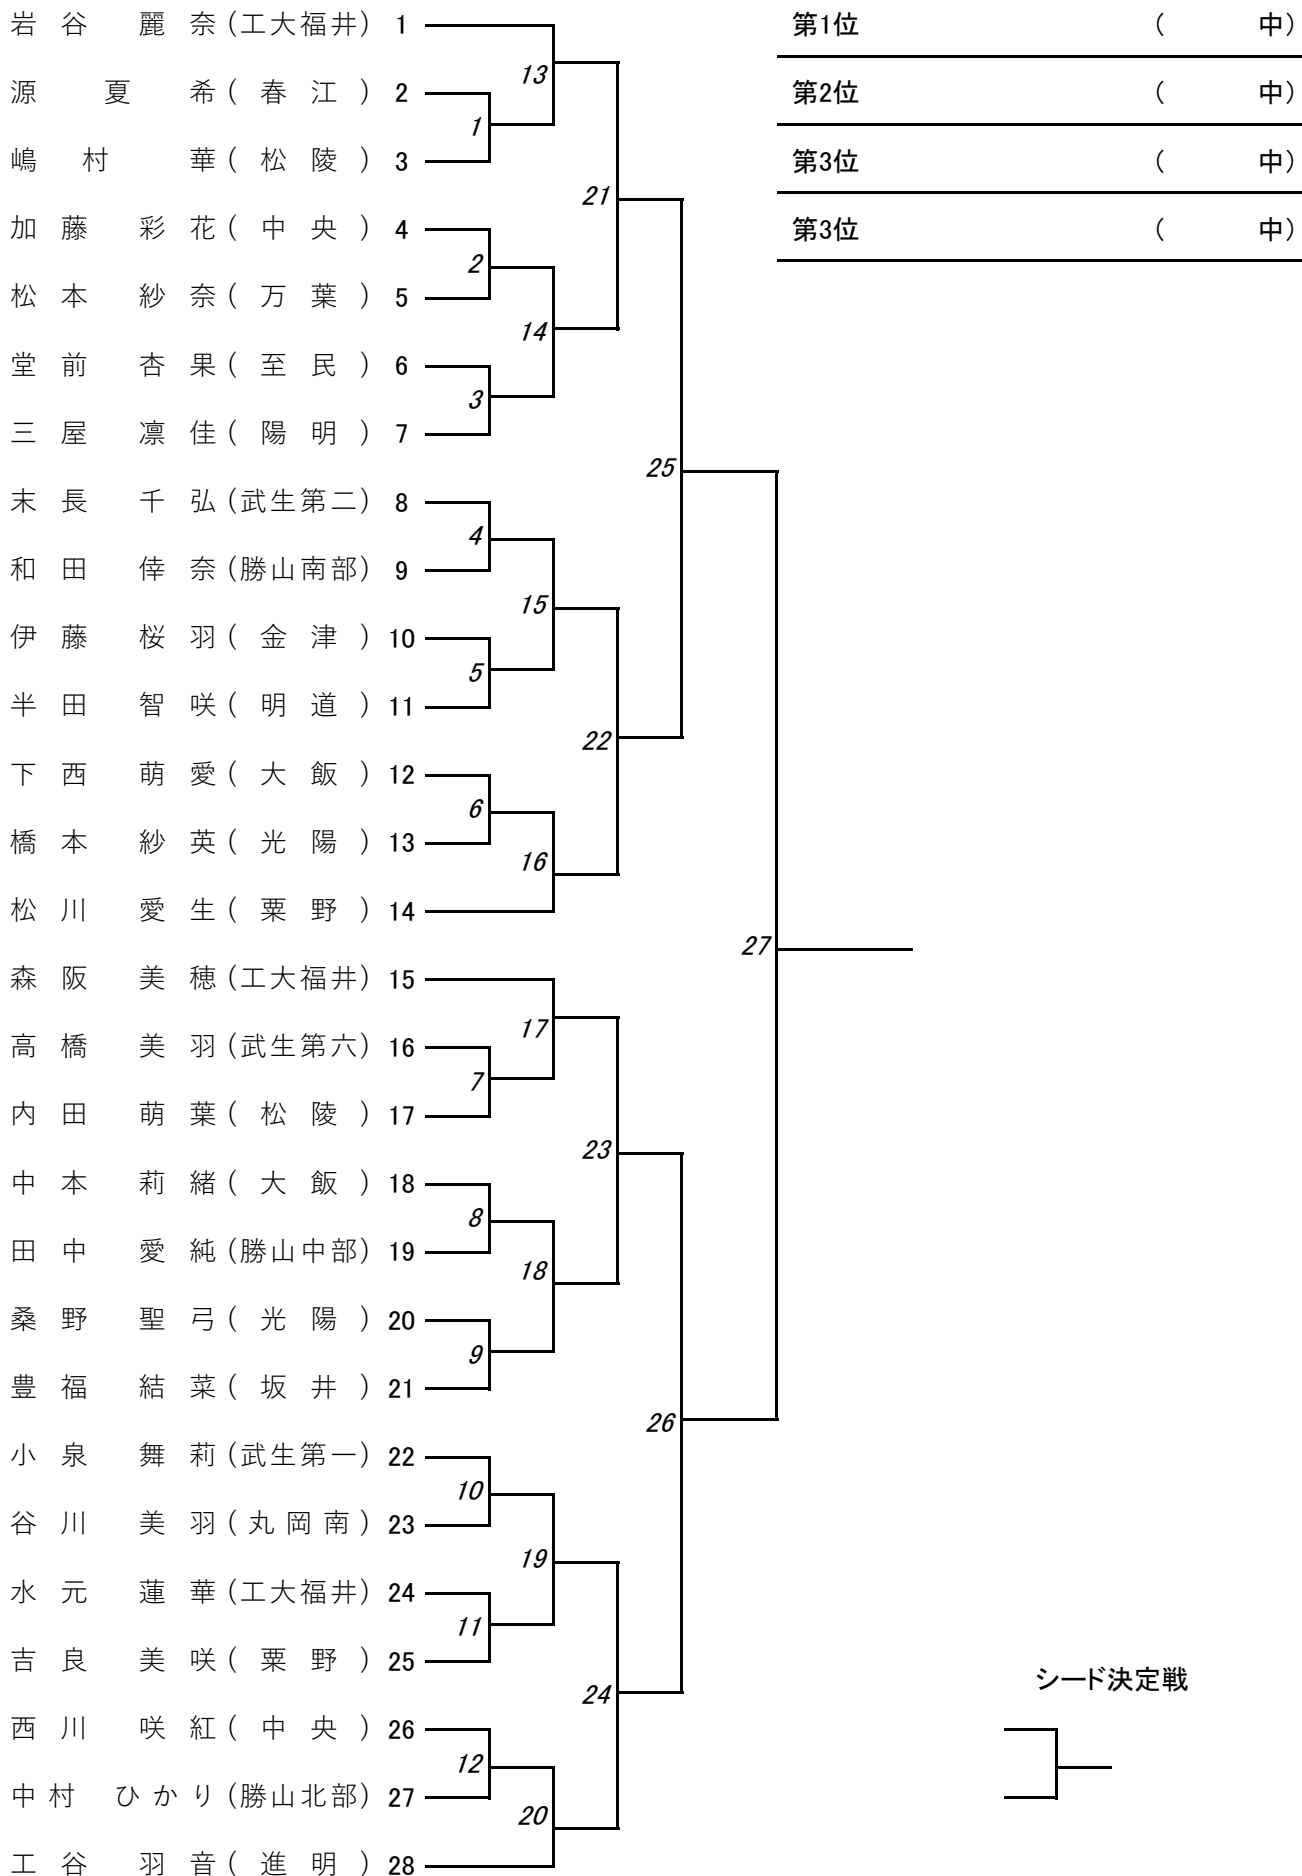 岩谷 麗奈(工大福井) 1
源 夏希(春江) 2
嶋村 華(松陵) 3
加藤 彩花(中央) 4
松本 紗奈(万葉) 5
堂前 杏果(至民) 6
三屋 凛佳(陽明) 7
末長 千弘(武生第二) 8
和田 倖奈(勝山南部) 9
伊藤 桜羽(金津) 10
半田 智咲(明道) 11
下西 萌愛(大飯) 12
橋本 紗英(光陽) 13
松川 愛生(粟野) 14
森阪 美穂(工大福井) 15
高橋 美羽(武生第六) 16
内田 萌葉(松陵) 17
中本 莉緒(大飯) 18
田中 愛純(勝山中部) 19
桑野 聖弓(光陽) 20
豊福 結菜(坂井) 21
小泉 舞莉(武生第一) 22
谷川 美羽(丸岡南) 23
水元 蓮華(工大福井) 24
吉良 美咲(粟野) 25
西川 咲紅(中央) 26
中村 ひかり(勝山北部) 27
工谷 羽音(進明) 28
1
2
3
4
5
6
7
8
9
10
11
12
13
14
15
16
17
18
19
20
21
22
23
24
25
26
27
第1位 ( 中)
第2位 ( 中)
第3位 ( 中)
第3位 ( 中)
シード決定戦